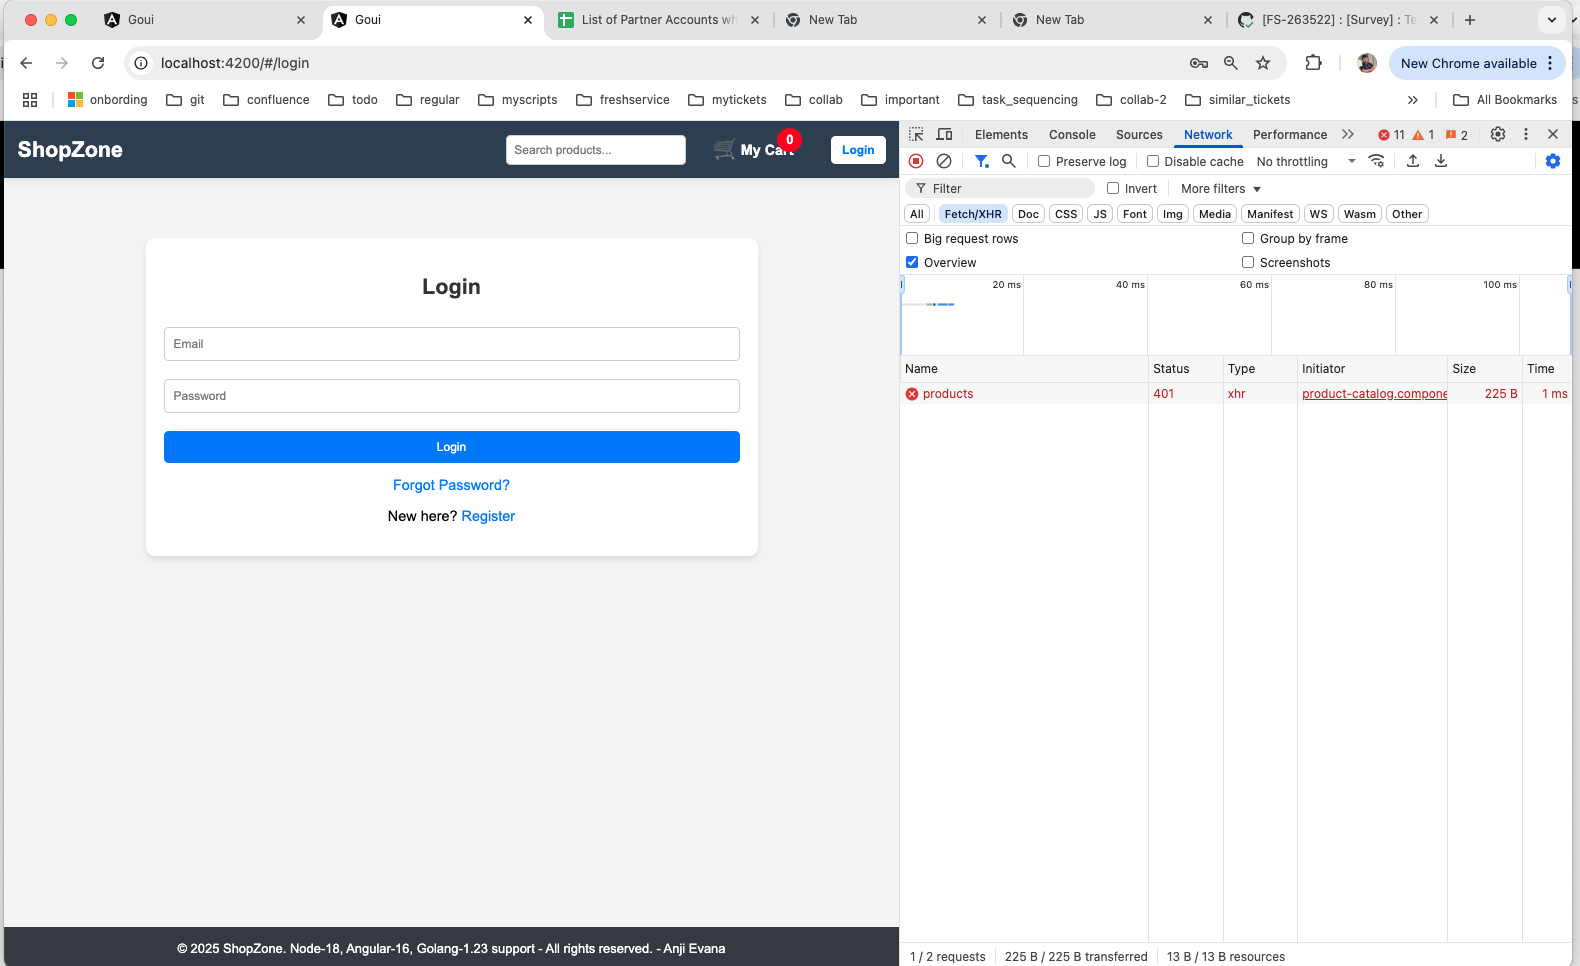 Goui
Goui
List of Partner Accounts wh
New Tab
New Tab
[FS-263522] : [Survey] : Te
localhost:4200/#/login
New Chrome available
onbording
git
confluence
todo
regular
myscripts
freshservice
mytickets
collab
important
task_sequencing
collab-2
similar_tickets
All Bookmarks
ShopZone
Search products...
My Cart
0
Login
Login
Email
Password
Login
Forgot Password?
New here? Register
© 2025 ShopZone. Node-18, Angular-16, Golang-1.23 support - All rights reserved. - Anji Evana
Elements Console Sources Network Performance 11 1 2
Preserve log Disable cache No throttling
Filter Invert More filters
All Fetch/XHR Doc CSS JS Font Img Media Manifest WS Wasm Other
Big request rows Group by frame
Overview Screenshots
20 ms 40 ms 60 ms 80 ms 100 ms
Name Status Type Initiator Size Time
products 401 xhr product-catalog.compone 225 B 1 ms
1 / 2 requests 225 B / 225 B transferred 13 B / 13 B resources